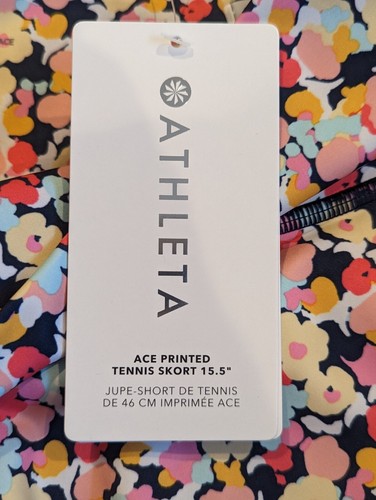 ATHLETA
ACE PRINTED
TENNIS SKORT 15.5"
JUPE-SHORT DE TENNIS
DE 46 CM IMPRIMÉE ACE